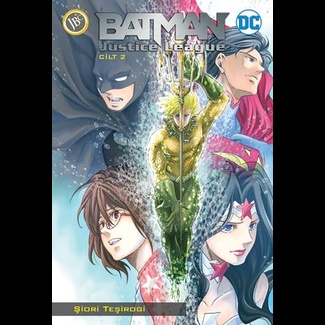 JBC
BATMAN
DC
Justice League
CİLT 2
ŞIORI TEŞIROGI